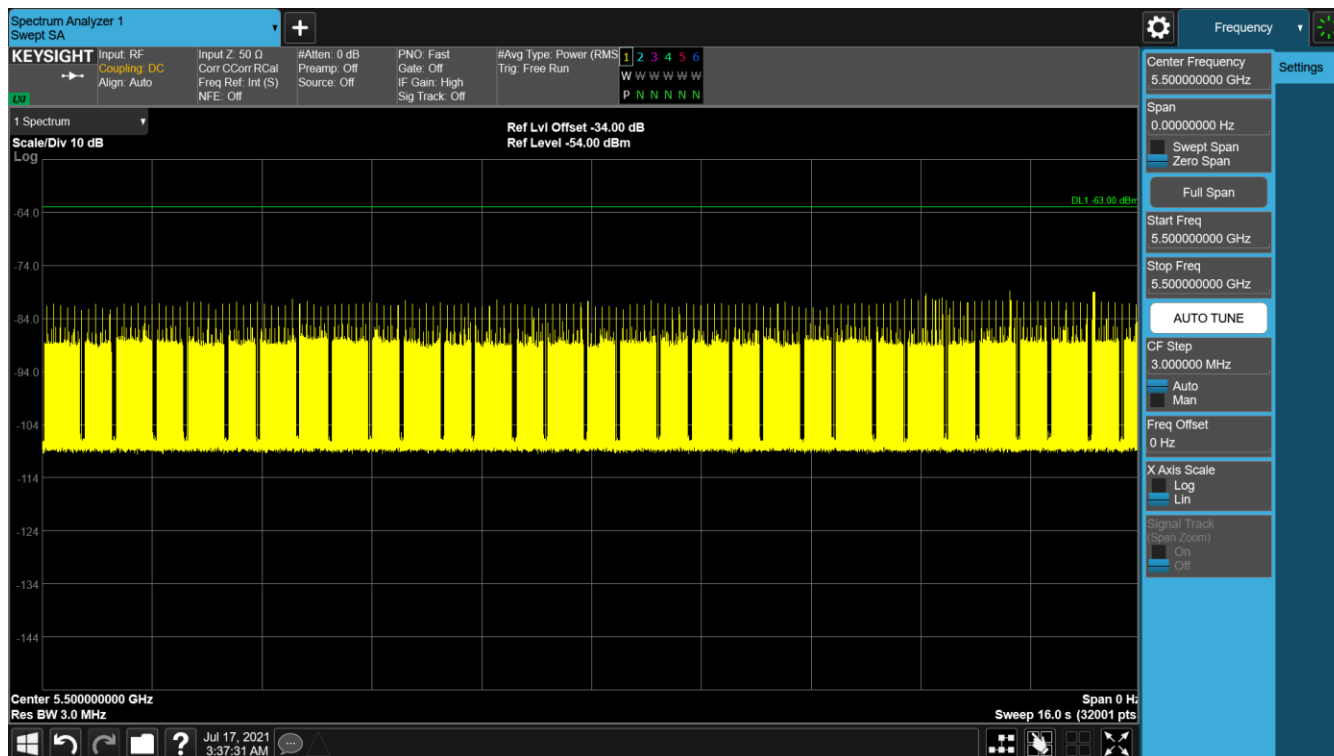 Spectrum Analyzer 1
Swept SA
Frequency
KEYSIGHT
LXI
Input: RF
Coupling: DC
Align: Auto
Input Z: 50 Ω
Corr CCorr RCal
Freq Ref: Int (S)
NFE: Off
#Atten: 0 dB
Preamp: Off
Source: Off
PNO: Fast
Gate: Off
IF Gain: High
Sig Track: Off
#Avg Type: Power (RMS
Trig: Free Run
1 2 3 4 5 6
W W W W W W
P N N N N N
1 Spectrum
Scale/Div 10 dB
Log
Ref Lvl Offset -34.00 dB
Ref Level -54.00 dBm
DL1 -63.00 dBm
-64.0
-74.0
-84.0
-94.0
-104
-114
-124
-134
-144
Center 5.500000000 GHz
Res BW 3.0 MHz
Span 0 Hz
Sweep 16.0 s (32001 pts
Jul 17, 2021
3:37:31 AM
Center Frequency
5.500000000 GHz
Settings
Span
0.00000000 Hz
Swept Span
Zero Span
Full Span
Start Freq
5.500000000 GHz
Stop Freq
5.500000000 GHz
AUTO TUNE
CF Step
3.000000 MHz
Auto
Man
Freq Offset
0 Hz
X Axis Scale
Log
Lin
Signal Track
(Span Zoom)
On
Off